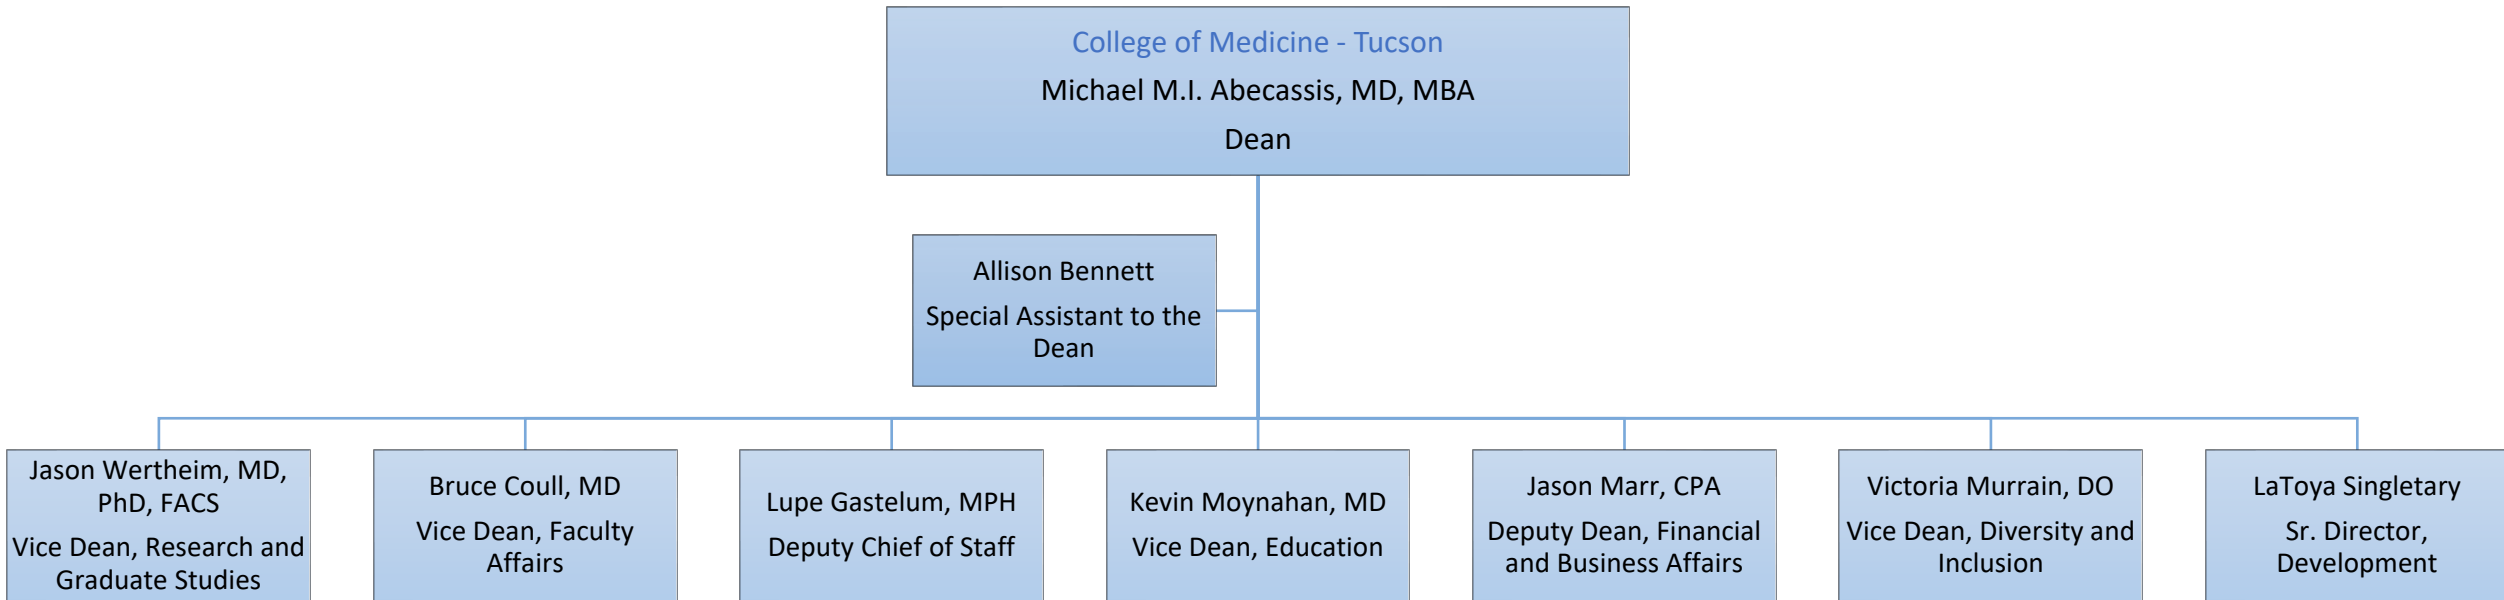 College of Medicine - Tucson
Michael M.I. Abecassis, MD, MBA
Dean
Allison Bennett
Special Assistant to the
Dean
Jason Wertheim, MD,
PhD, FACS
Vice Dean, Research and
Graduate Studies
Bruce Coull, MD
Vice Dean, Faculty
Affairs
Lupe Gastelum, MPH
Deputy Chief of Staff
Kevin Moynahan, MD
Vice Dean, Education
Jason Marr, CPA
Deputy Dean, Financial
and Business Affairs
Victoria Murrain, DO
Vice Dean, Diversity and
Inclusion
LaToya Singletary
Sr. Director,
Development